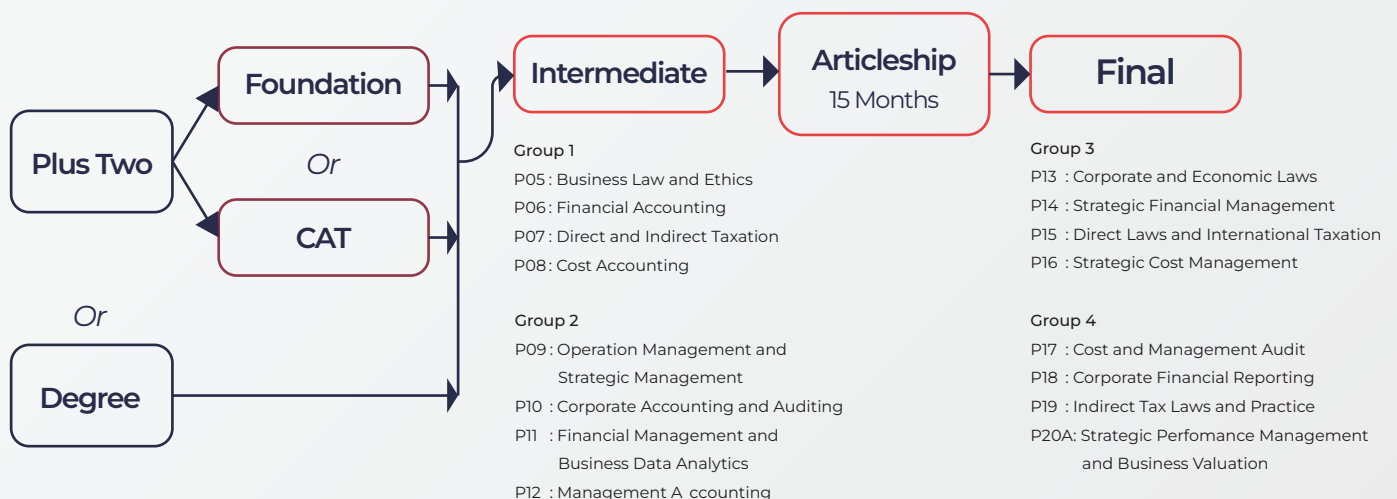 Plus Two
Foundation
Or
CAT
Or
Degree
Intermediate
Group 1
P05 : Business Law and Ethics
P06 : Financial Accounting
P07 : Direct and Indirect Taxation
P08 : Cost Accounting
Group 2
P09 : Operation Management and
Strategic Management
P10 : Corporate Accounting and Auditing
P11 : Financial Management and
Business Data Analytics
P12 : Management A ccounting
Articleship
15 Months
Final
Group 3
P13 : Corporate and Economic Laws
P14 : Strategic Financial Management
P15 : Direct Laws and International Taxation
P16 : Strategic Cost Management
Group 4
P17 : Cost and Management Audit
P18 : Corporate Financial Reporting
P19 : Indirect Tax Laws and Practice
P20A: Strategic Perfomance Management
and Business Valuation